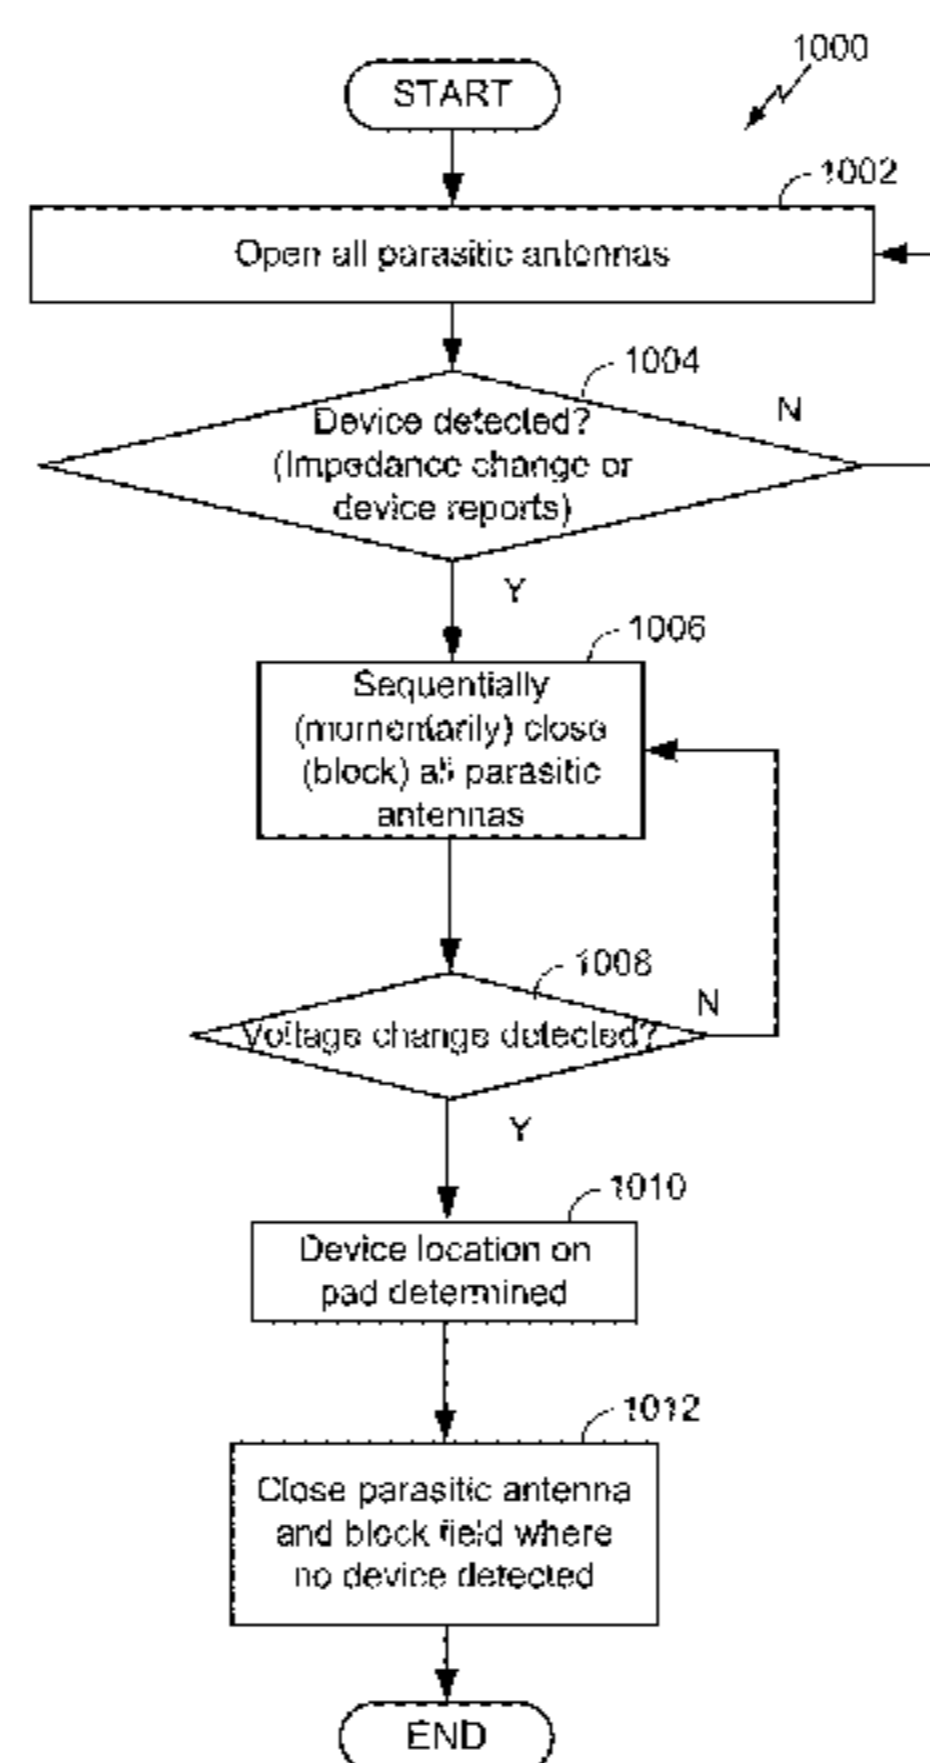 1000
START
1002
Open all parasitic antennas
1004
N
Device detected?
(Impedance change or
device reports)
Y
1006
Sequentially
(momentarily) close
(block) all parasitic
antennas
1008
N
Voltage change detected?
Y
1010
Device location on
pad determined
1012
Close parasitic antenna
and block field where
no device detected
END